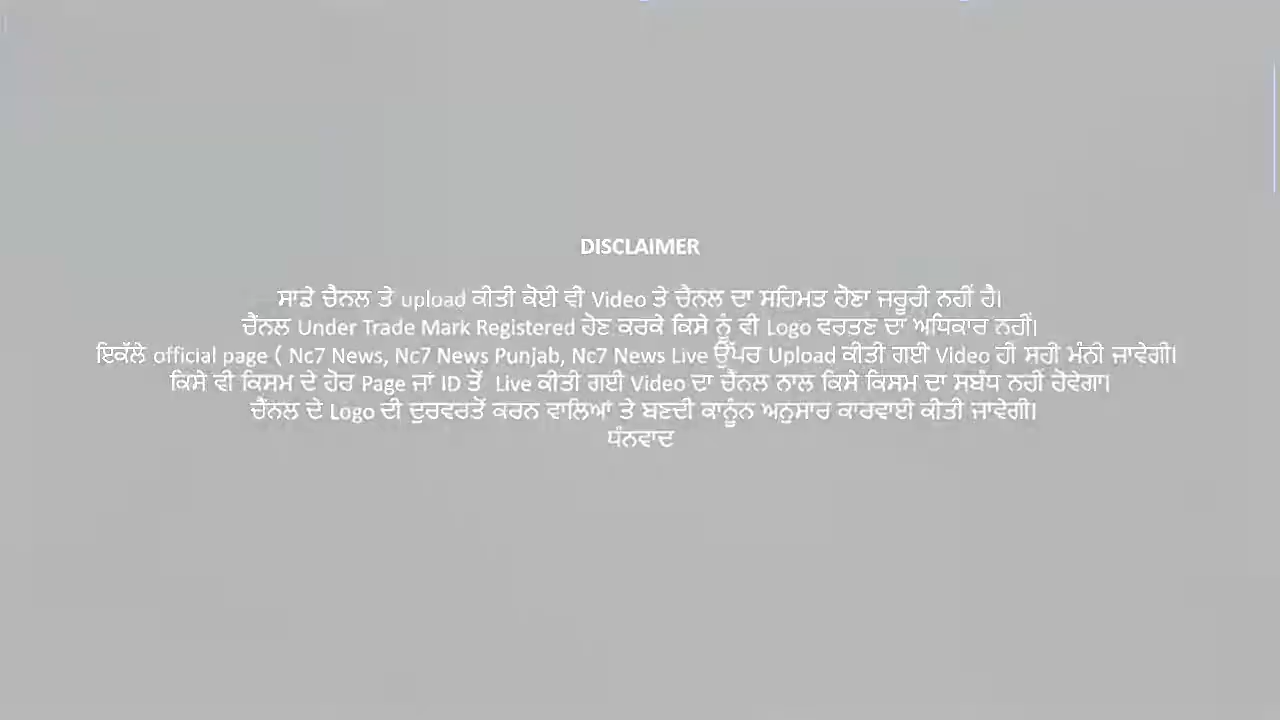 DISCLAIMER
ਸਾਡੇ ਚੈਨਲ ਤੇ upload ਕੀਤੀ ਕੋਈ ਵੀ Video ਤੇ ਚੈਨਲ ਦਾ ਸਹਿਮਤ ਹੋਣਾ ਜਰੂਰੀ ਨਹੀਂ ਹੈ।
ਚੈਂਨਲ Under Trade Mark Registered ਹੋਣ ਕਰਕੇ ਕਿਸੇ ਨੂੰ ਵੀ Logo ਵਰਤਣ ਦਾ ਅਧਿਕਾਰ ਨਹੀਂ।
ਇਕੱਲੇ official page ( Nc7 News, Nc7 News Punjab, Nc7 News Live ਉੱਪਰ Upload ਕੀਤੀ ਗਈ Video ਹੀ ਸਹੀ ਮੰਨੀ ਜਾਵੇਗੀ।
ਕਿਸੇ ਵੀ ਕਿਸਮ ਦੇ ਹੋਰ Page ਜਾਂ ID ਤੋਂ Live ਕੀਤੀ ਗਈ Video ਦਾ ਚੈਂਨਲ ਨਾਲ ਕਿਸੇ ਕਿਸਮ ਦਾ ਸਬੰਧ ਨਹੀਂ ਹੋਵੇਗਾ।
ਚੈਂਨਲ ਦੇ Logo ਦੀ ਦੁਰਵਰਤੋਂ ਕਰਨ ਵਾਲਿਆਂ ਤੇ ਬਣਦੀ ਕਾਨੂੰਨ ਅਨੁਸਾਰ ਕਾਰਵਾਈ ਕੀਤੀ ਜਾਵੇਗੀ।
ਧੰਨਵਾਦ